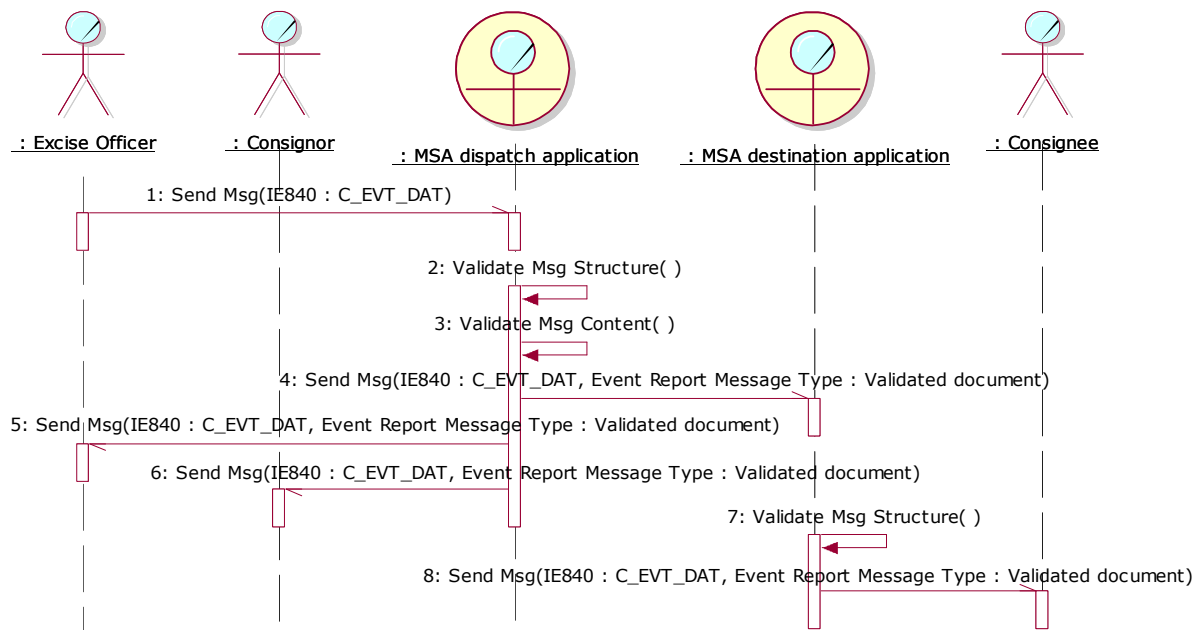 : Excise Officer
: Consignor
: MSA dispatch application
: MSA destination application
: Consignee
1: Send Msg(IE840 : C_EVT_DAT)
2: Validate Msg Structure( )
3: Validate Msg Content( )
4: Send Msg(IE840 : C_EVT_DAT, Event Report Message Type : Validated document)
5: Send Msg(IE840 : C_EVT_DAT, Event Report Message Type : Validated document)
6: Send Msg(IE840 : C_EVT_DAT, Event Report Message Type : Validated document)
7: Validate Msg Structure( )
8: Send Msg(IE840 : C_EVT_DAT, Event Report Message Type : Validated document)